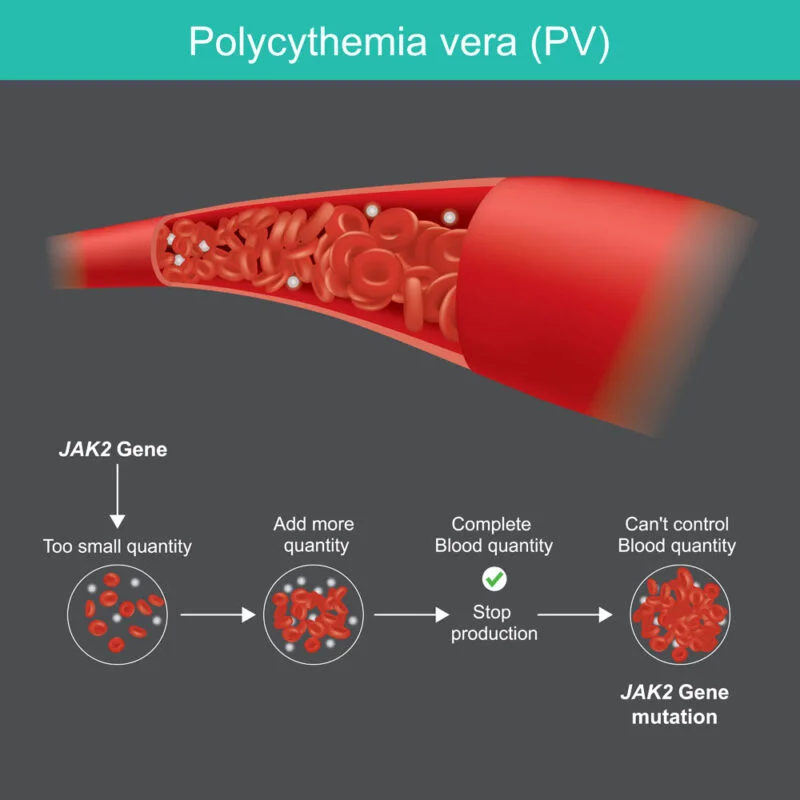 Polycythemia vera (PV)
JAK2 Gene
Too small quantity
Add more
quantity
Complete
Blood quantity
Stop
production
Can't control
Blood quantity
JAK2 Gene
mutation